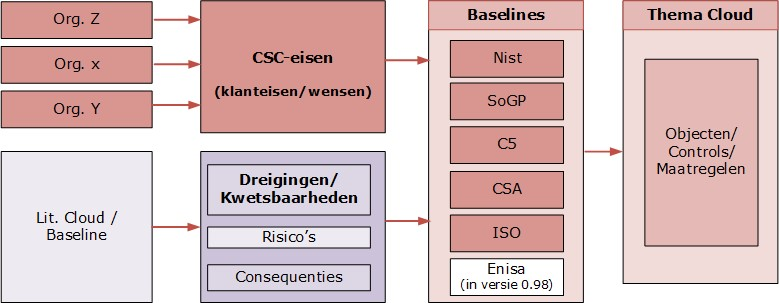 Org. Z
Org. x
Org. Y
CSC-eisen
(klanteisen/wensen)
Lit. Cloud /
Baseline
Dreigingen/
Kwetsbaarheden
Risico's
Consequenties
Baselines
Nist
SoGP
C5
CSA
ISO
Enisa
(in versie 0.98)
Thema Cloud
Objecten/
Controls/
Maatregelen